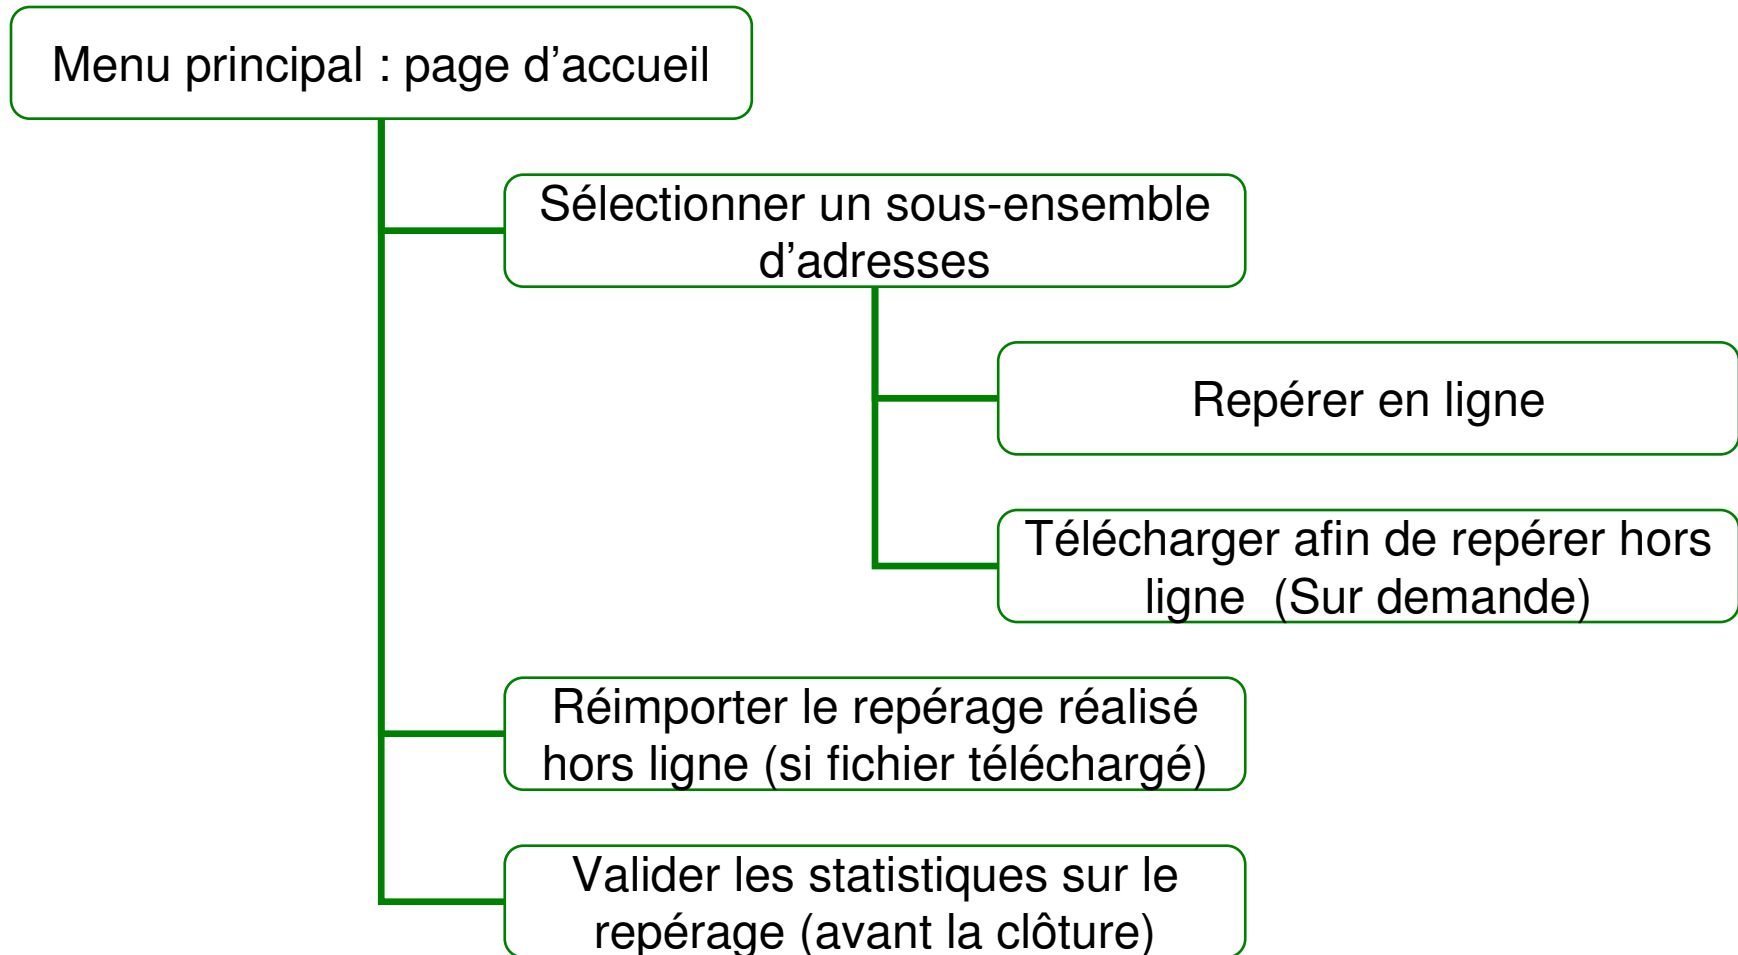 Menu principal : page d’accueil
Sélectionner un sous-ensemble
d’adresses
Repérer en ligne
Télécharger afin de repérer hors
ligne  (Sur demande)
Réimporter le repérage réalisé
hors ligne (si fichier téléchargé)
Valider les statistiques sur le
repérage (avant la clôture)